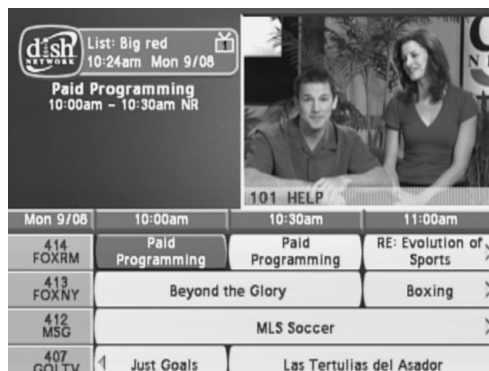 dish
NETWORK
List: Big red
1
10:24am Mon 9/08
Paid Programming
10:00am - 10:30am NR
101 HELP
Mon 9/08 10:00am 10:30am 11:00am
414 FOXRM Paid Programming Paid Programming RE: Evolution of Sports
413 FOXNY Beyond the Glory Boxing
412 MSG MLS Soccer
407 GOLTV Just Goals Las Tertulias del Asador